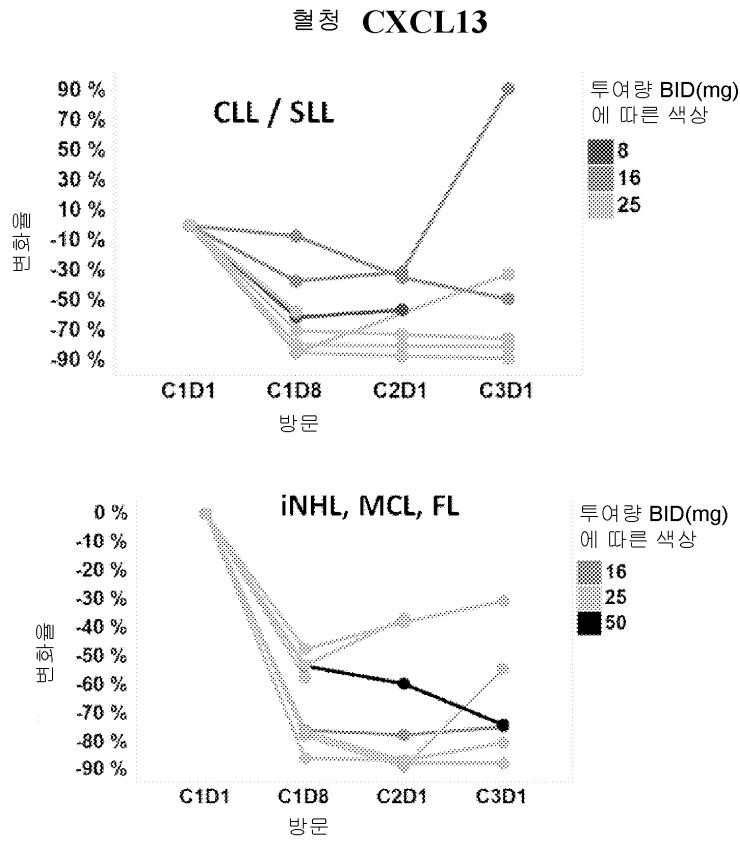 혈청 CXCL13
90 %
70 %
50 %
30 %
10 %
-10 %
-30 %
-50 %
-70 %
-90 %
변화율
CLL / SLL
C1D1 C1D8 C2D1 C3D1
방문
투여량 BID(mg)
에 따른 색상
8
16
25
0 %
-10 %
-20 %
-30 %
-40 %
-50 %
-60 %
-70 %
-80 %
-90 %
변화율
iNHL, MCL, FL
C1D1 C1D8 C2D1 C3D1
방문
투여량 BID(mg)
에 따른 색상
16
25
50